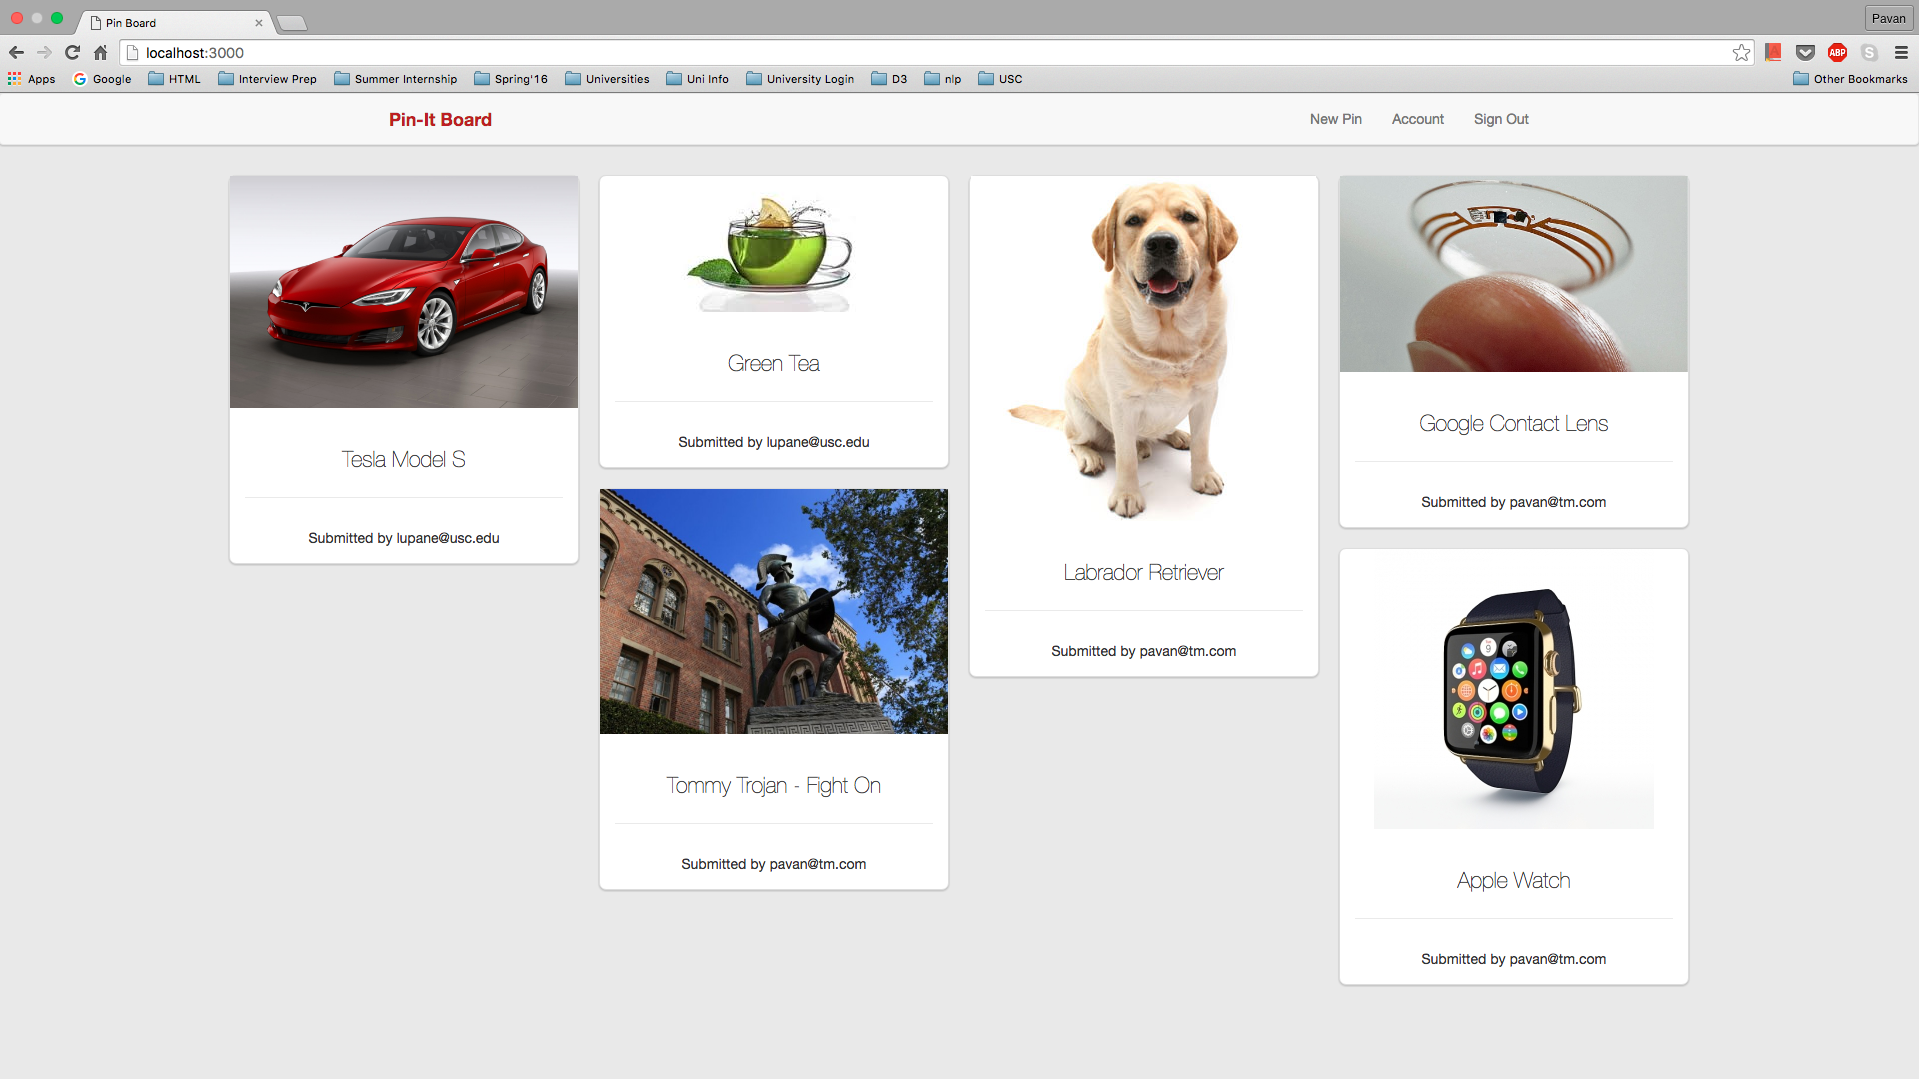 Pin Board
Pavan
localhost:3000
Apps Google HTML Interview Prep Summer Internship Spring'16 Universities Uni Info University Login D3 nlp USC Other Bookmarks
Pin-It Board
New Pin Account Sign Out
Tesla Model S
Submitted by lupane@usc.edu
Green Tea
Submitted by lupane@usc.edu
Tommy Trojan - Fight On
Submitted by pavan@tm.com
Labrador Retriever
Submitted by pavan@tm.com
Google Contact Lens
Submitted by pavan@tm.com
9
Apple Watch
Submitted by pavan@tm.com
ABP